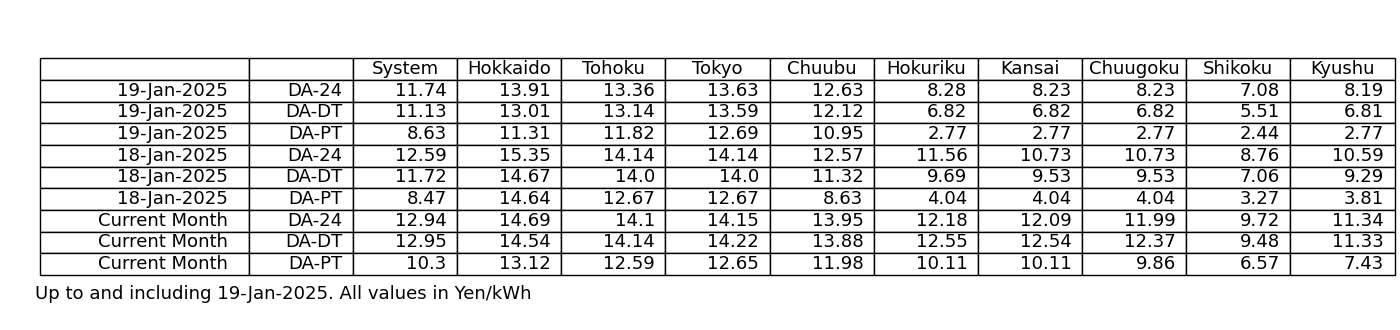 System Hokkaido Tohoku Tokyo Chuubu Hokuriku Kansai Chuugoku Shikoku Kyushu
19-Jan-2025 DA-24 11.74 13.91 13.36 13.63 12.63 8.28 8.23 8.23 7.08 8.19
19-Jan-2025 DA-DT 11.13 13.01 13.14 13.59 12.12 6.82 6.82 6.82 5.51 6.81
19-Jan-2025 DA-PT 8.63 11.31 11.82 12.69 10.95 2.77 2.77 2.77 2.44 2.77
18-Jan-2025 DA-24 12.59 15.35 14.14 14.14 12.57 11.56 10.73 10.73 8.76 10.59
18-Jan-2025 DA-DT 11.72 14.67 14.0 14.0 11.32 9.69 9.53 9.53 7.06 9.29
18-Jan-2025 DA-PT 8.47 14.64 12.67 12.67 8.63 4.04 4.04 4.04 3.27 3.81
Current Month DA-24 12.94 14.69 14.1 14.15 13.95 12.18 12.09 11.99 9.72 11.34
Current Month DA-DT 12.95 14.54 14.14 14.22 13.88 12.55 12.54 12.37 9.48 11.33
Current Month DA-PT 10.3 13.12 12.59 12.65 11.98 10.11 10.11 9.86 6.57 7.43
Up to and including 19-Jan-2025. All values in Yen/kWh